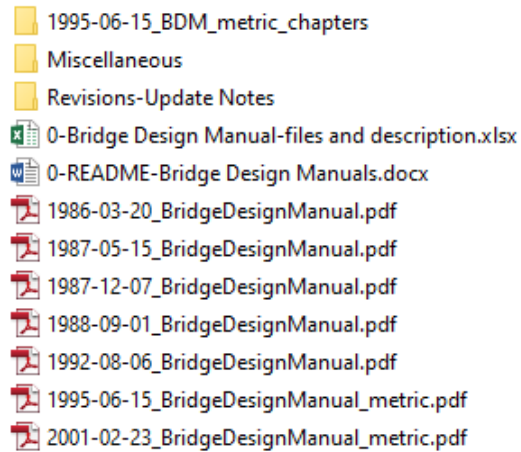 1995-06-15_BDM_metric_chapters
Miscellaneous
Revisions-Update Notes
0-Bridge Design Manual-files and description.xlsx
0-README-Bridge Design Manuals.docx
1986-03-20_BridgeDesignManual.pdf
1987-05-15_BridgeDesignManual.pdf
1987-12-07_BridgeDesignManual.pdf
1988-09-01_BridgeDesignManual.pdf
1992-08-06_BridgeDesignManual.pdf
1995-06-15_BridgeDesignManual_metric.pdf
2001-02-23_BridgeDesignManual_metric.pdf